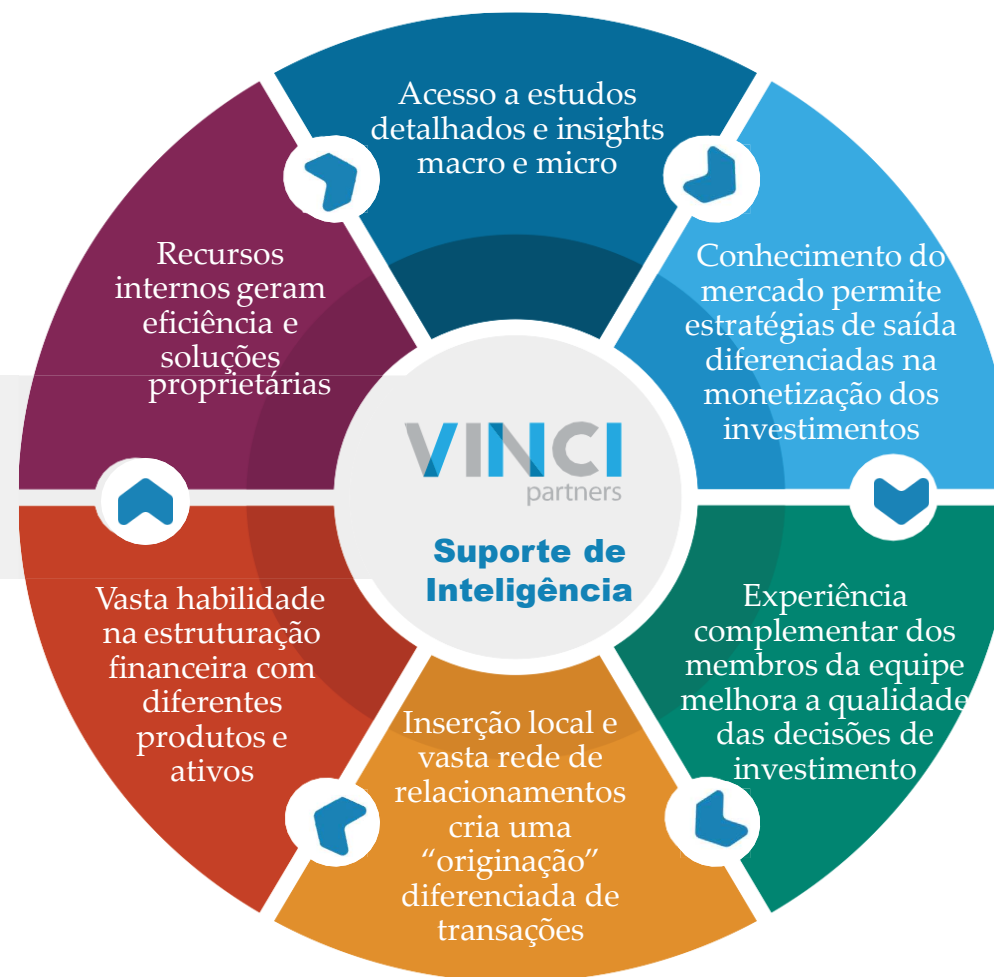 Acesso a estudos
detalhados e insights
macro e micro
Conhecimento do
mercado permite
estratégias de saída
diferenciadas na
monetização dos
investimentos
Experiência
complementar dos
membros da equipe
melhora a qualidade
das decisões de
investimento
Inserção local e
vasta rede de
relacionamentos
cria uma
“originação”
diferenciada de
transações
Vasta habilidade
na estruturação
financeira com
diferentes
produtos e
ativos
Recursos
internos geram
eficiência e
soluções
proprietárias
VINCI
partners
Suporte de
Inteligência